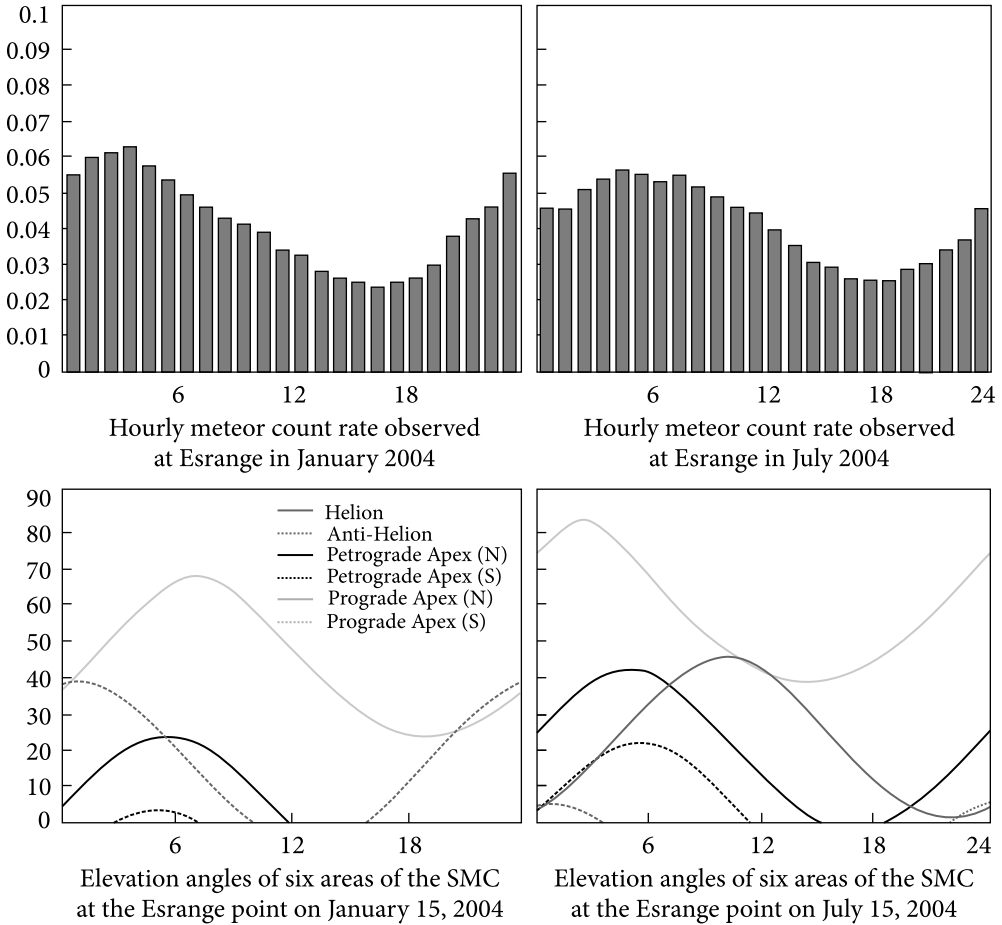 0.1
0.09
0.08
0.07
0.06
0.05
0.04
0.03
0.02
0.01
0
6 12 18
6 12 18 24
Hourly meteor count rate observed
at Esrange in January 2004
Hourly meteor count rate observed
at Esrange in July 2004
90
80
70
60
50
40
30
20
10
0
Helion
Anti-Helion
Petrograde Apex (N)
Petrograde Apex (S)
Prograde Apex (N)
Prograde Apex (S)
6 12 18
6 12 18 24
Elevation angles of six areas of the SMC
at the Esrange point on January 15, 2004
Elevation angles of six areas of the SMC
at the Esrange point on July 15, 2004